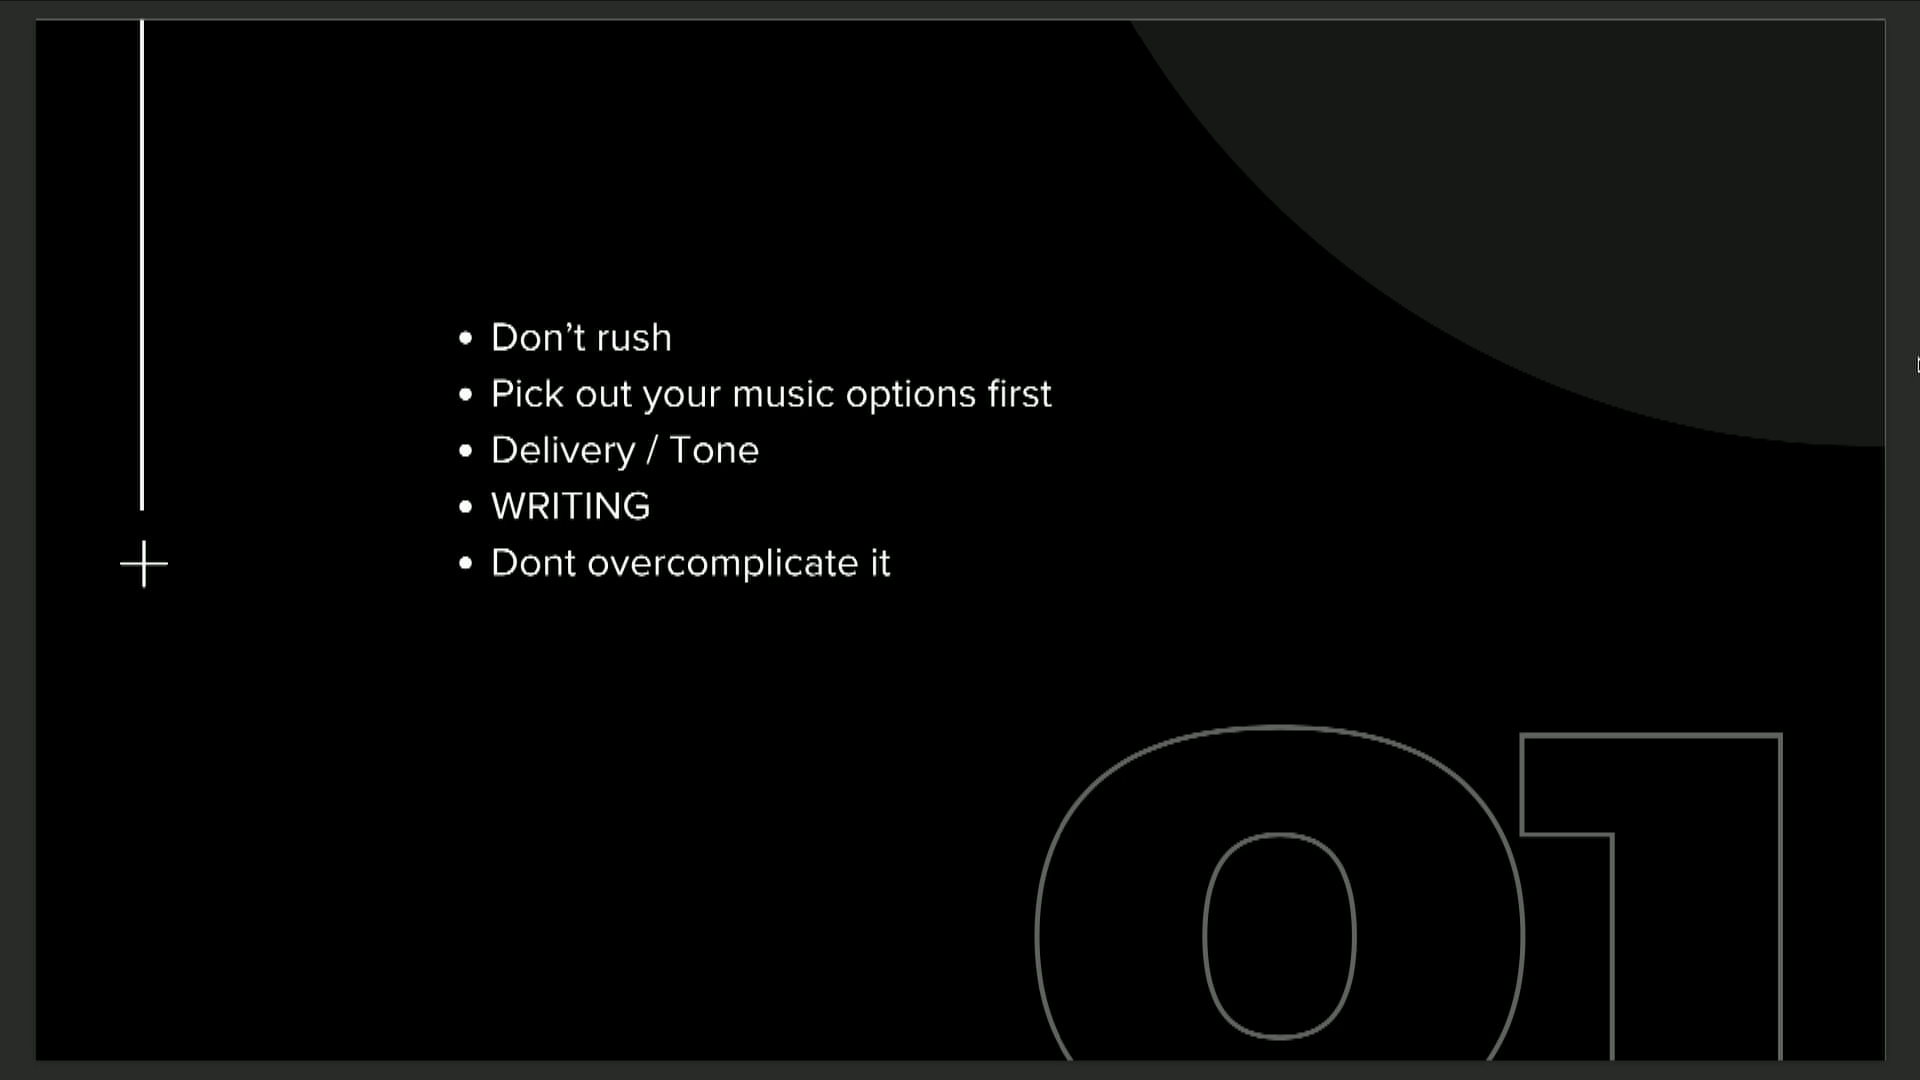 • Don’t rush
• Pick out your music options first
• Delivery / Tone
• WRITING
• Dont overcomplicate it
01